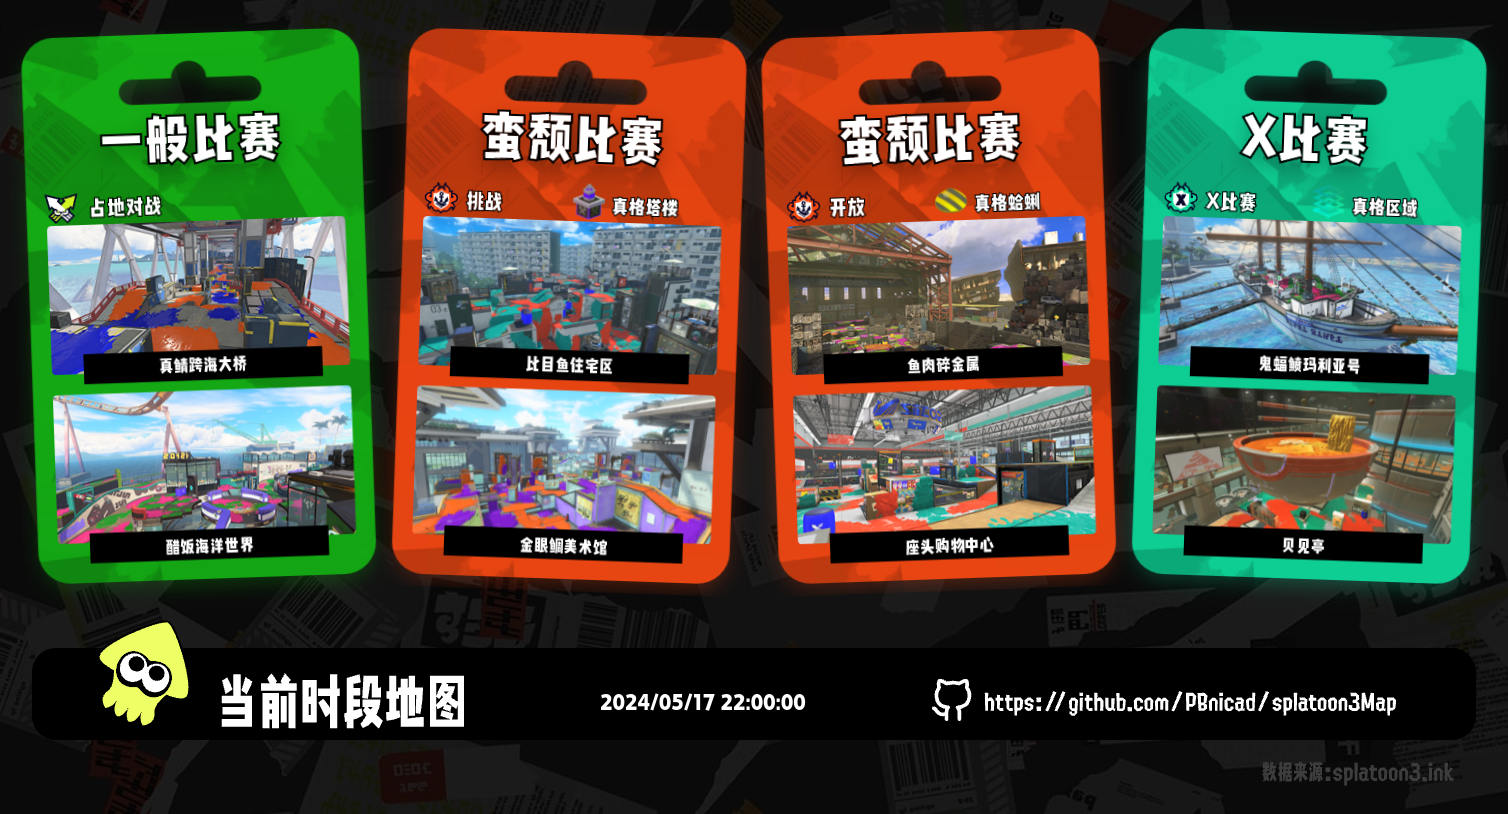 一般比赛
占地对战
真鲷跨海大桥
醋饭海洋世界
蛮颓比赛
挑战
真格塔楼
比目鱼住宅区
金眼鲷美术馆
蛮颓比赛
开放
真格蛤蜊
鱼肉碎金属
座头购物中心
X比赛
X比赛
真格区域
鬼蝠鲼玛利亚号
贝见亭
当前时段地图
2024/05/17 22:00:00
https://github.com/PBnicad/splatoon3Map
数据来源:splatoon3.ink